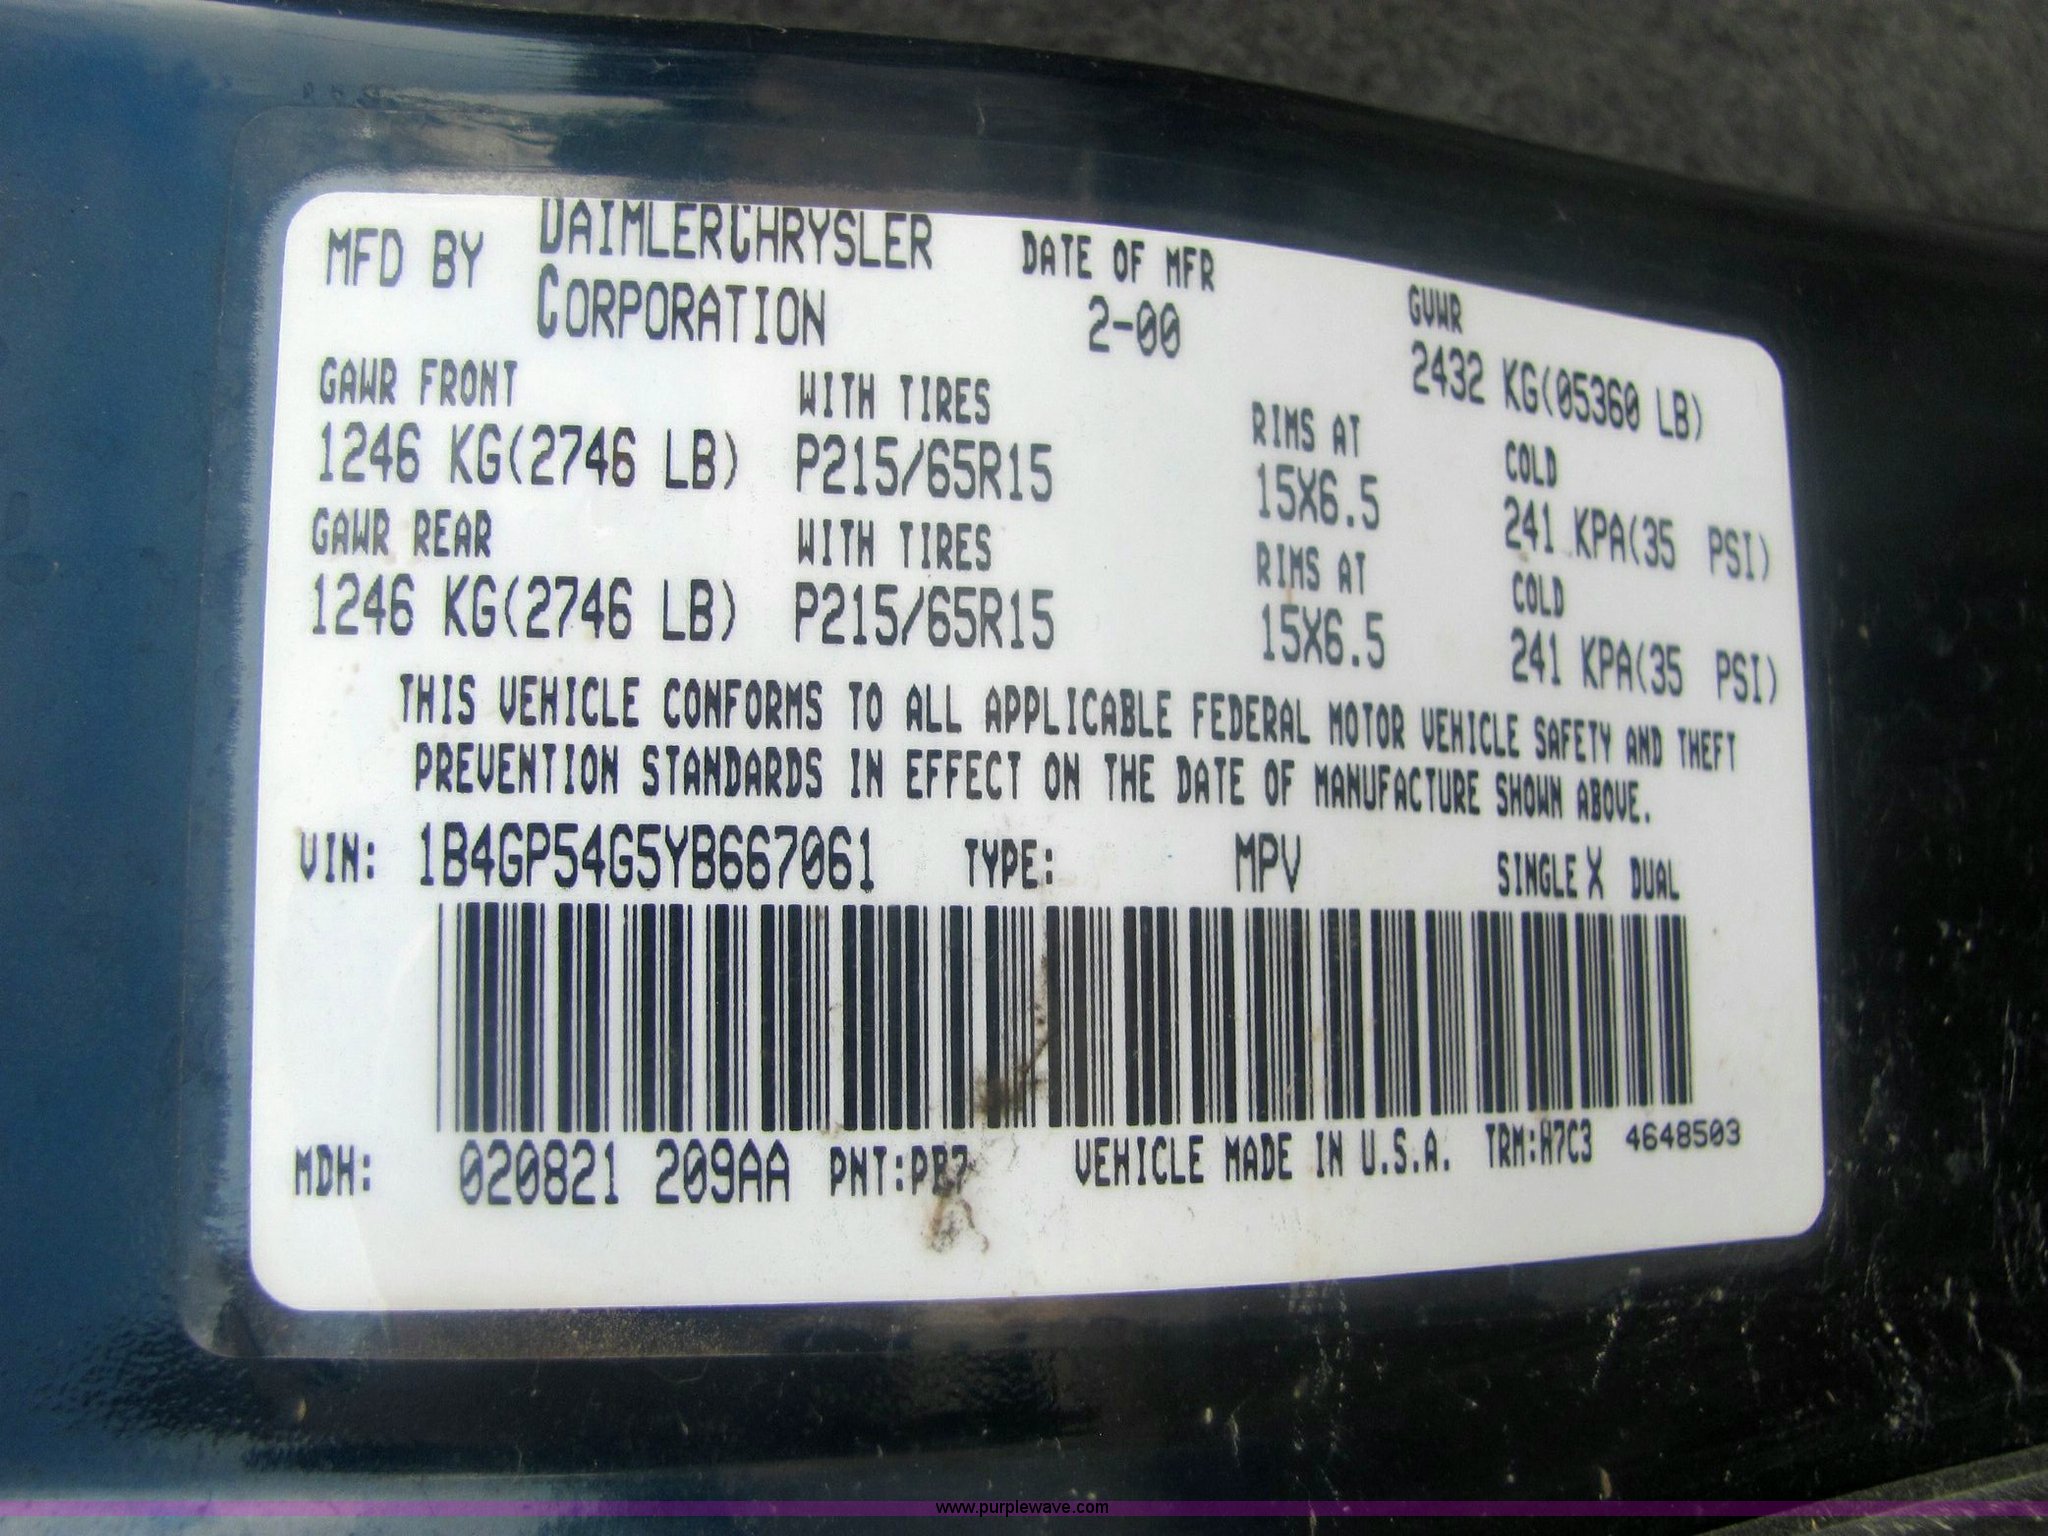 MFD BY DAIMLERCHRYSLER CORPORATION
DATE OF MFR 2-00
GVWR 2432 KG(05360 LB)
GAWR FRONT WITH TIRES RIMS AT COLD
1246 KG(2746 LB) P215/65R15 15X6.5 241 KPA(35 PSI)
GAWR REAR WITH TIRES RIMS AT COLD
1246 KG(2746 LB) P215/65R15 15X6.5 241 KPA(35 PSI)
THIS VEHICLE CONFORMS TO ALL APPLICABLE FEDERAL MOTOR VEHICLE SAFETY AND THEFT
PREVENTION STANDARDS IN EFFECT ON THE DATE OF MANUFACTURE SHOWN ABOVE.
VIN: 1B4GP54G5YB667061 TYPE: MPV SINGLE X DUAL
MDH: 020821 209AA PNT:PB7 VEHICLE MADE IN U.S.A. TRM:H7C3 4648503
www.purplewave.com